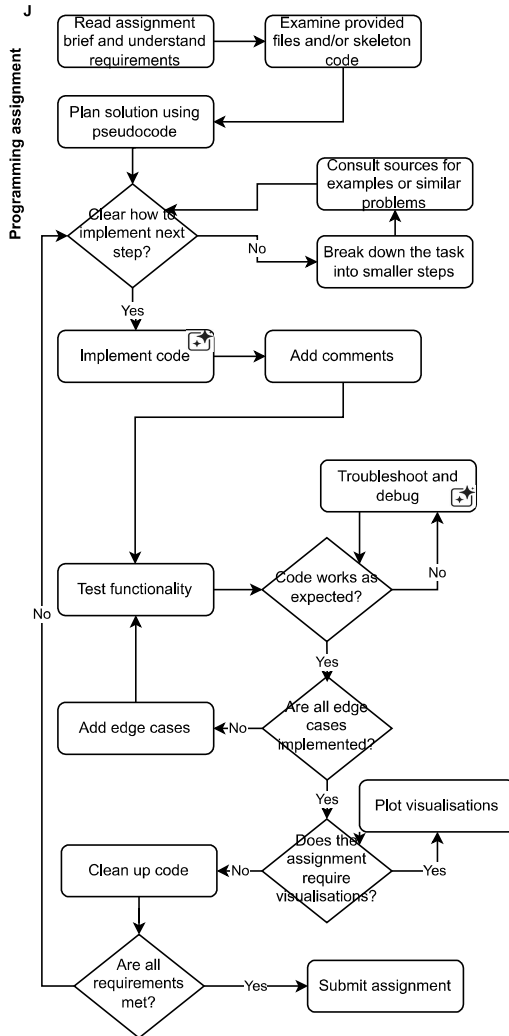 J
Programming assignment
Read assignment
brief and understand
requirements
Examine provided
files and/or skeleton
code
Plan solution using
pseudocode
Consult sources for
examples or similar
problems
Clear how to
implement next
step?
No
Break down the task
into smaller steps
Yes
Implement code
Add comments
Troubleshoot and
debug
Test functionality
Code works as
expected?
No
No
Yes
Add edge cases
No
Are all edge
cases
implemented?
Yes
Plot visualisations
Does the
assignment
require
visualisations?
Yes
No
Clean up code
Are all
requirements
met?
Yes
Submit assignment